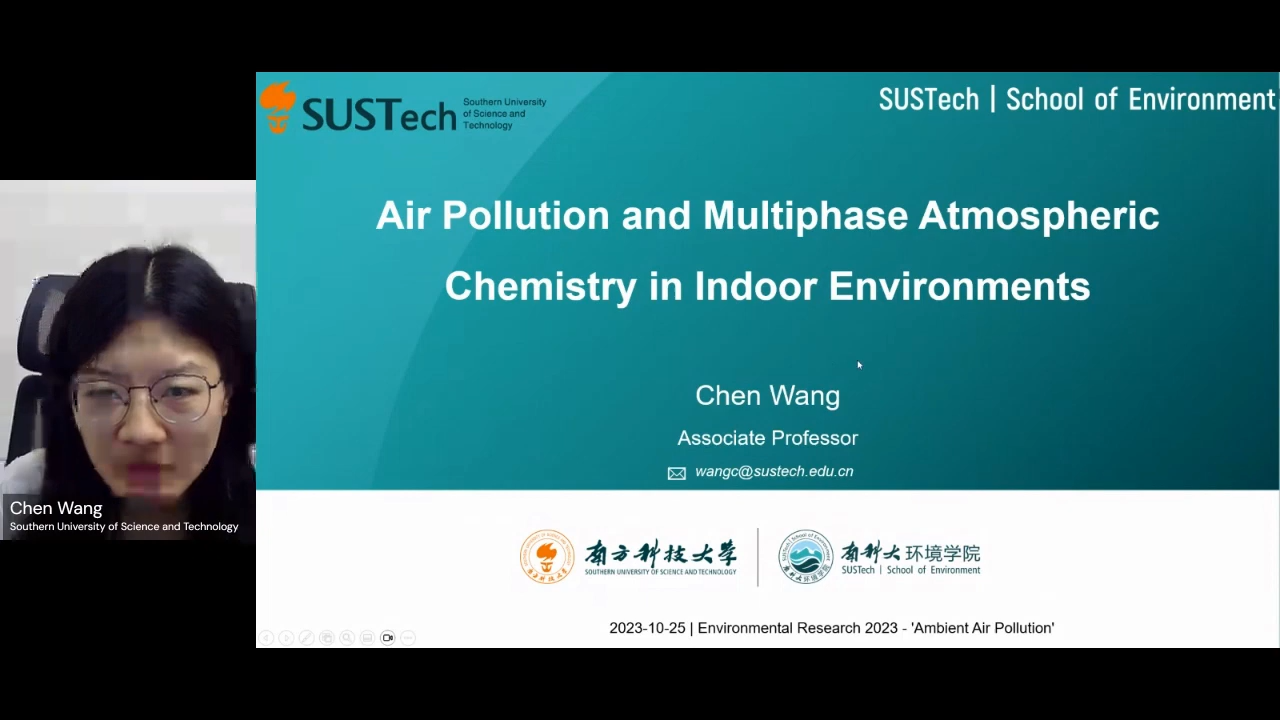 SUSTech
Southern University
of Science and
Technology
SUSTech | School of Environment
Air Pollution and Multiphase Atmospheric
Chemistry in Indoor Environments
Chen Wang
Associate Professor
wangc@sustech.edu.cn
Chen Wang
Southern University of Science and Technology
南方科技大学
SOUTHERN UNIVERSITY OF SCIENCE AND TECHNOLOGY
南科大环境学院
SUSTech | School of Environment
2023-10-25 | Environmental Research 2023 - 'Ambient Air Pollution'